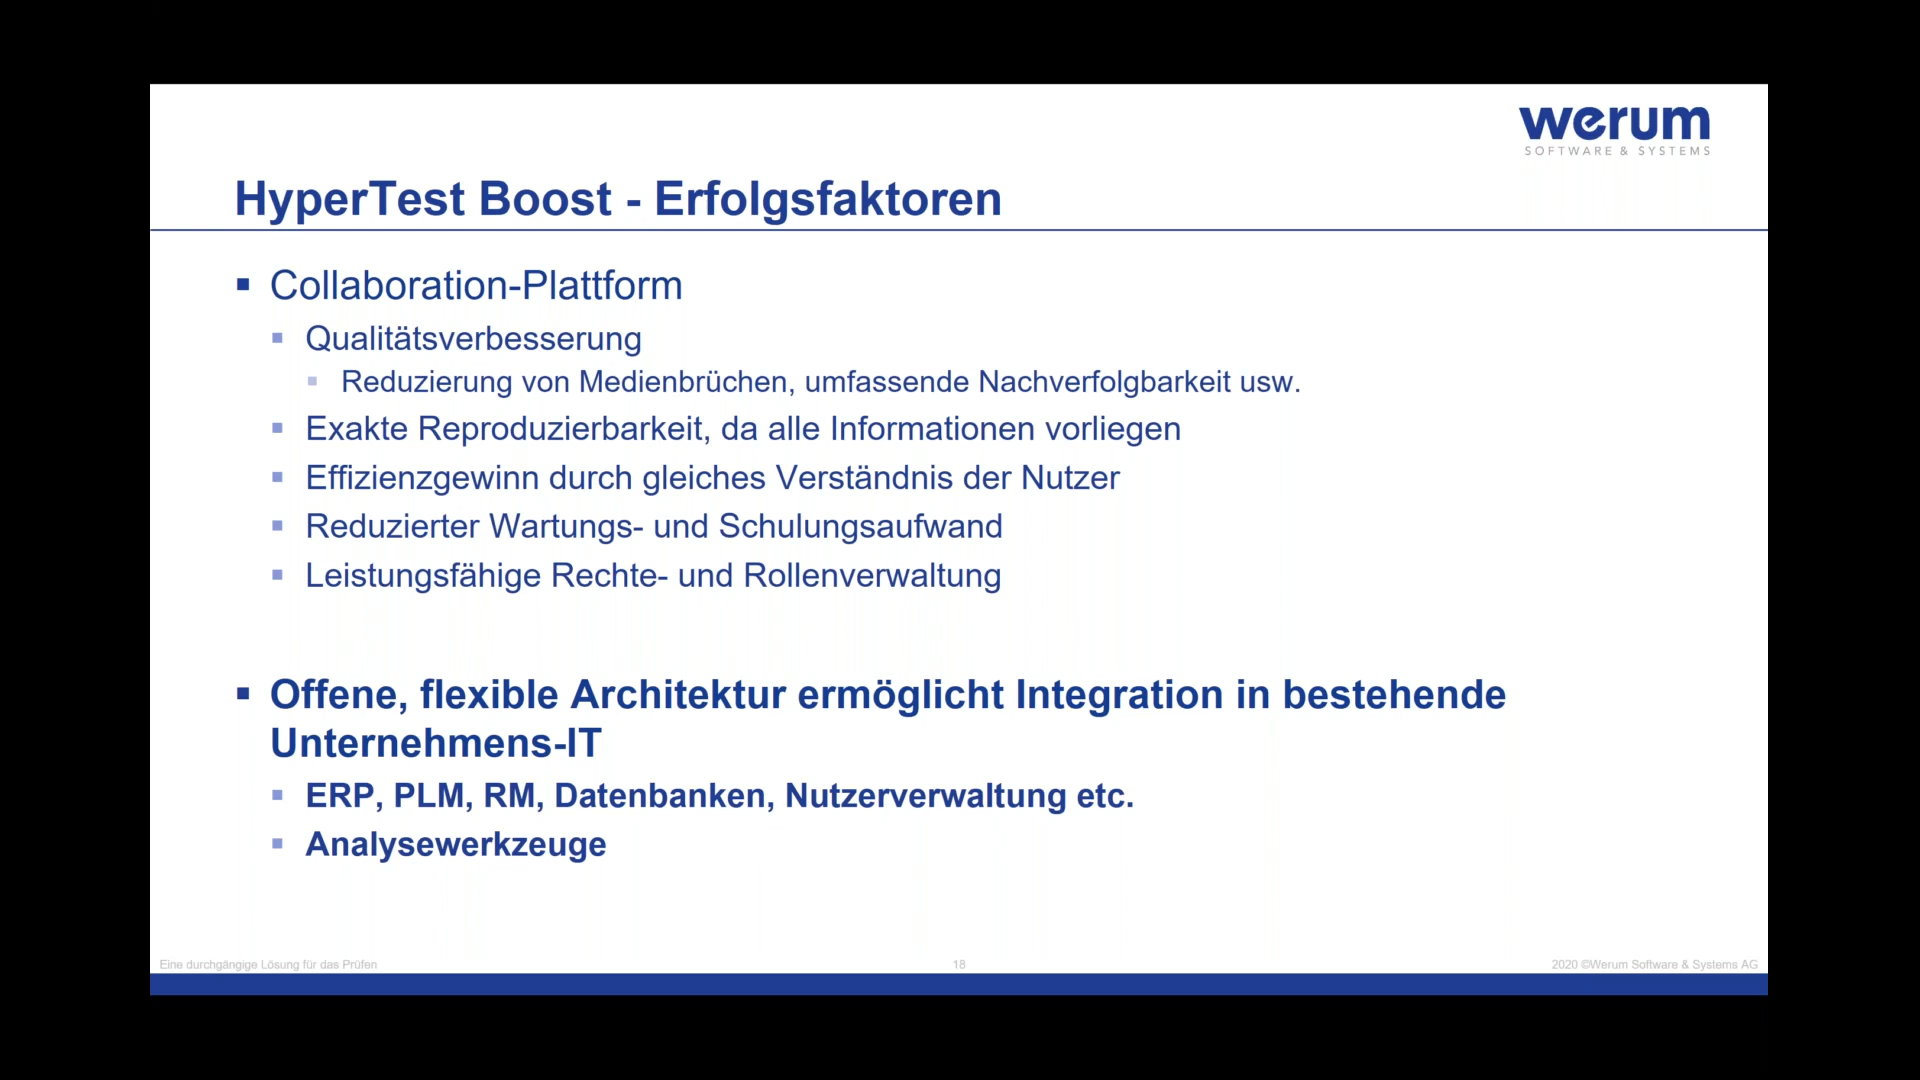 werum
SOFTWARE & SYSTEMS
HyperTest Boost - Erfolgsfaktoren
Collaboration-Plattform
Qualitätsverbesserung
Reduzierung von Medienbrüchen, umfassende Nachverfolgbarkeit usw.
Exakte Reproduzierbarkeit, da alle Informationen vorliegen
Effizienzgewinn durch gleiches Verständnis der Nutzer
Reduzierter Wartungs- und Schulungsaufwand
Leistungsfähige Rechte- und Rollenverwaltung
Offene, flexible Architektur ermöglicht Integration in bestehende
Unternehmens-IT
ERP, PLM, RM, Datenbanken, Nutzerverwaltung etc.
Analysewerkzeuge
Eine durchgängige Lösung für das Prüfen
18
2020 ©Werum Software & Systems AG